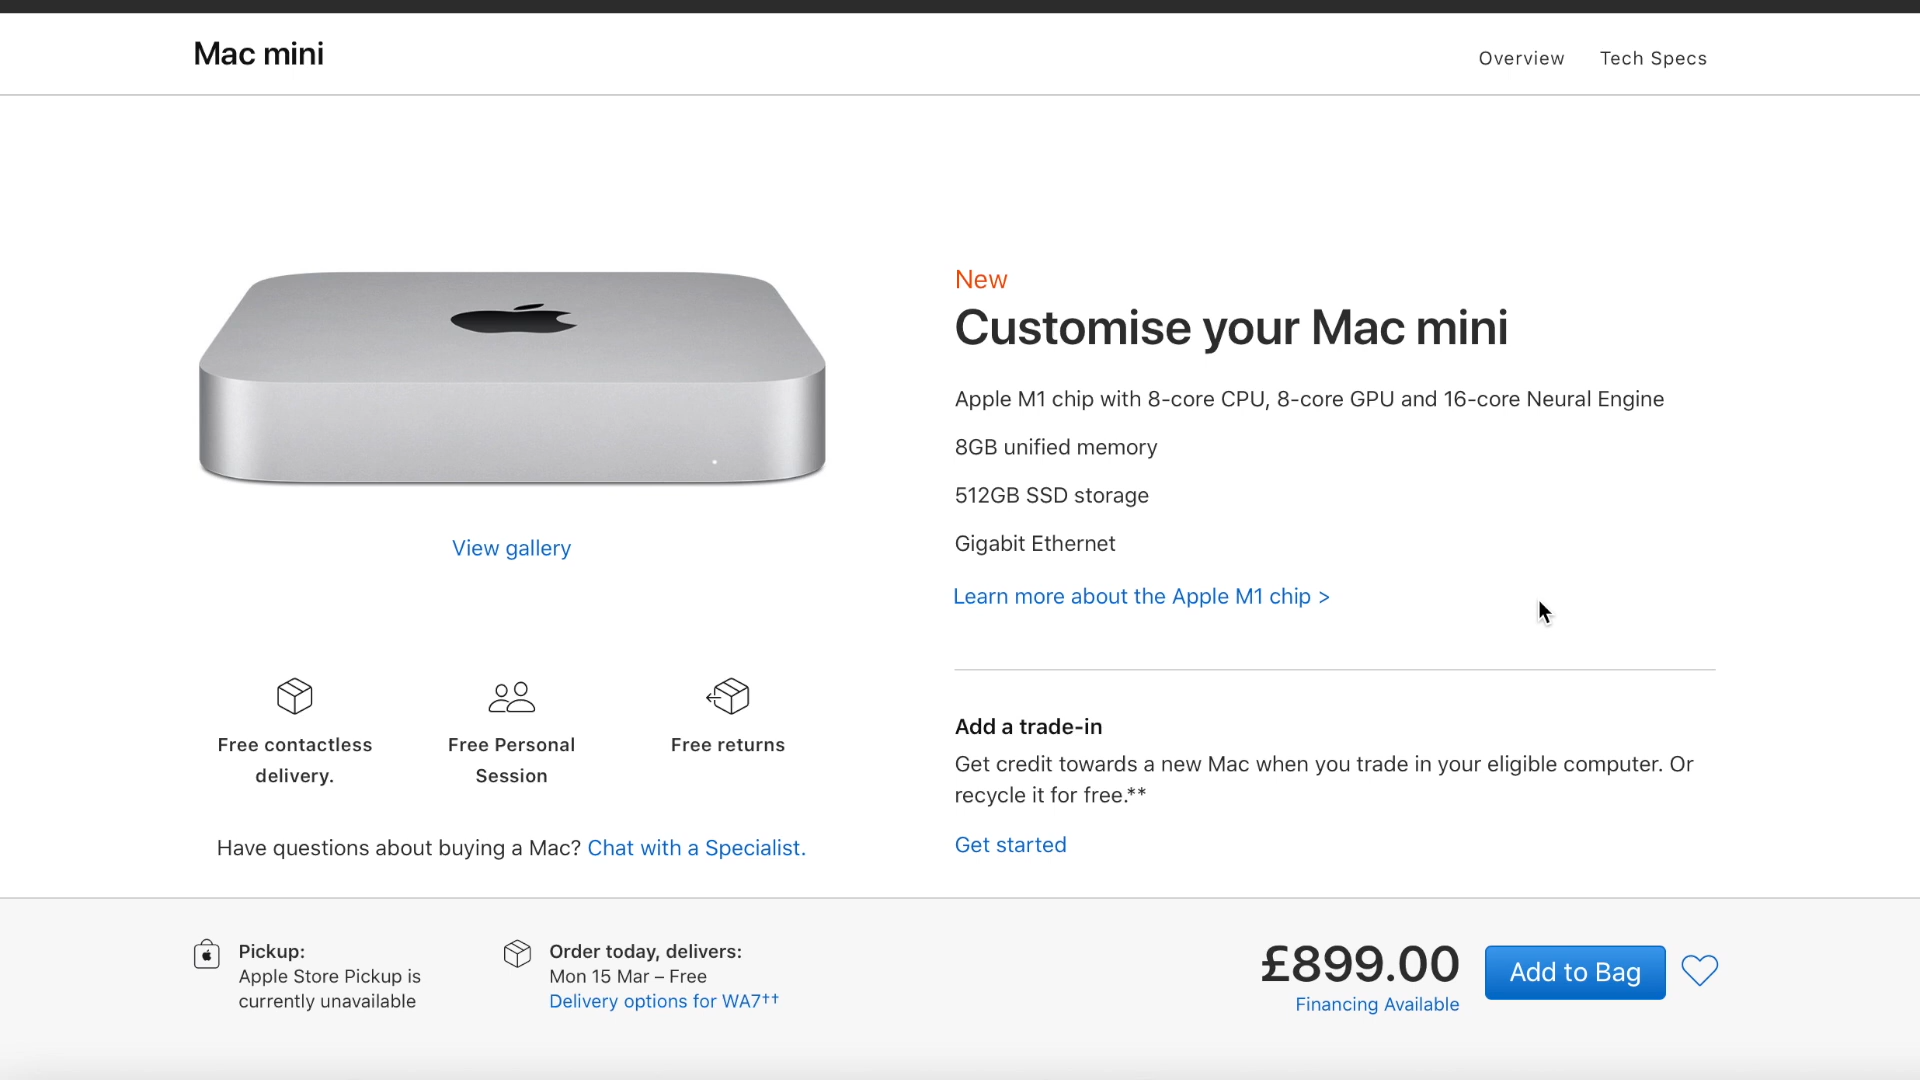 Mac mini
Overview
Tech Specs
New
Customise your Mac mini
Apple M1 chip with 8-core CPU, 8-core GPU and 16-core Neural Engine
8GB unified memory
512GB SSD storage
Gigabit Ethernet
Learn more about the Apple M1 chip >
View gallery
Free contactless
delivery.
Free Personal
Session
Free returns
Have questions about buying a Mac? Chat with a Specialist.
Add a trade-in
Get credit towards a new Mac when you trade in your eligible computer. Or
recycle it for free.**
Get started
Pickup:
Apple Store Pickup is
currently unavailable
Order today, delivers:
Mon 15 Mar – Free
Delivery options for WA7††
£899.00
Financing Available
Add to Bag